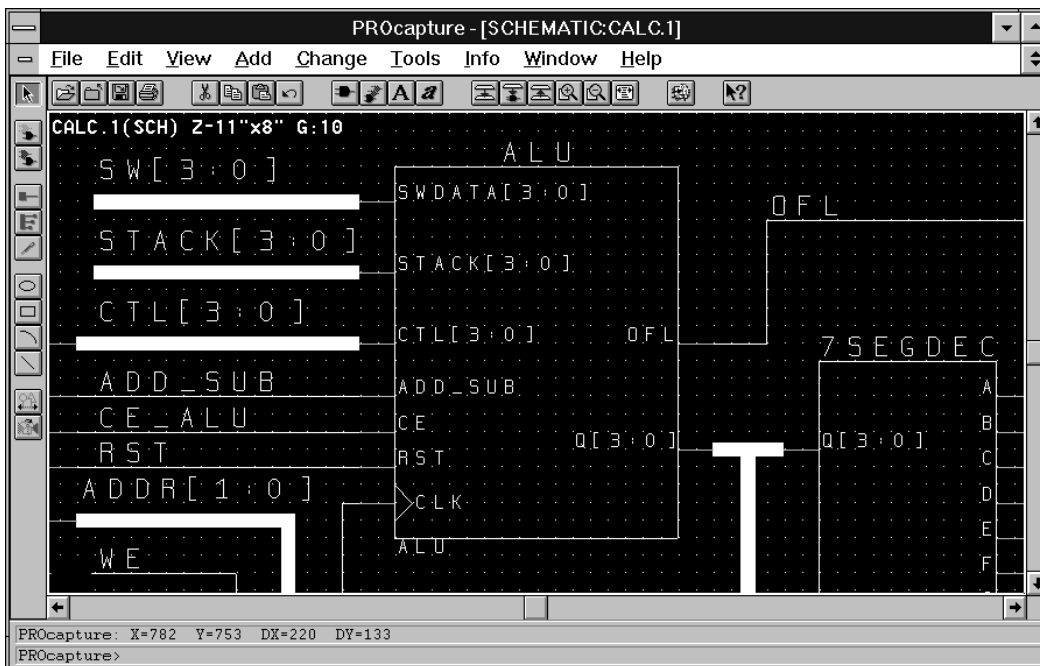 PROcapture - [SCHEMATIC:CALC.1]
File Edit View Add Change Tools Info Window Help
CALC.1(SCH) Z-11"x8" G:10
ALU
SW[3:0]
SWDATA[3:0]
OFL
STACK[3:0]
STACK[3:0]
CTL[3:0]
CTL[3:0]
OFL
7SEGDEC
ADD_SUB
ADD_SUB
A
CE_ALU
CE
B
Q[3:0]
Q[3:0]
RST
RST
C
ADDR[1:0]
CLK
D
E
ALU
WE
F
PROcapture: X=782 Y=753 DX=220 DY=133
PROcapture>